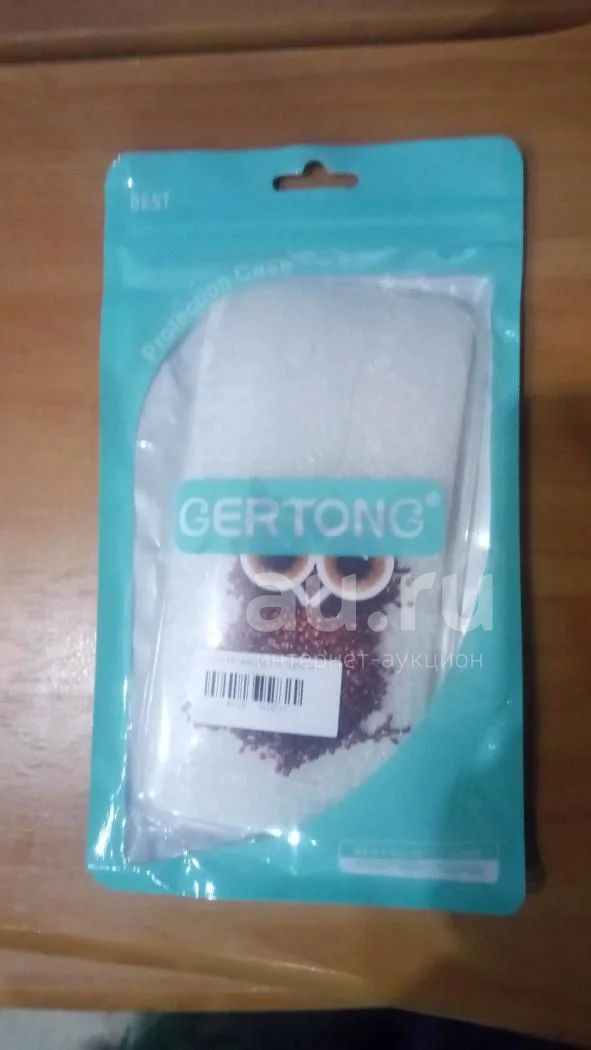 BEST
Protection Case
GERTONG®
au.ru
интернет-аукцион